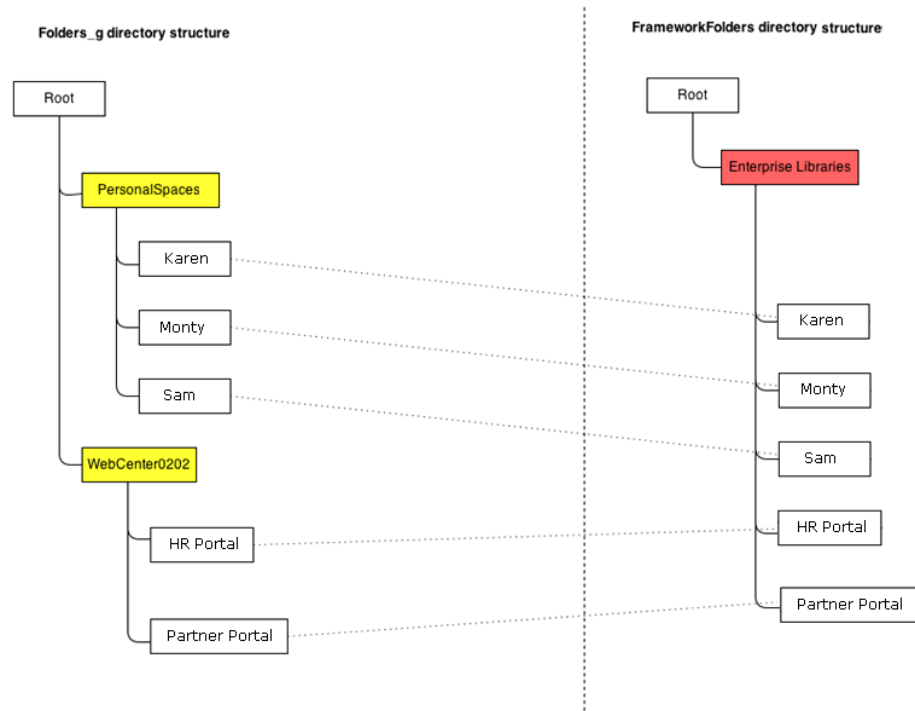 Folders_g directory structure
Root
PersonalSpaces
Karen
Monty
Sam
WebCenter0202
HR Portal
Partner Portal
FrameworkFolders directory structure
Root
Enterprise Libraries
Karen
Monty
Sam
HR Portal
Partner Portal